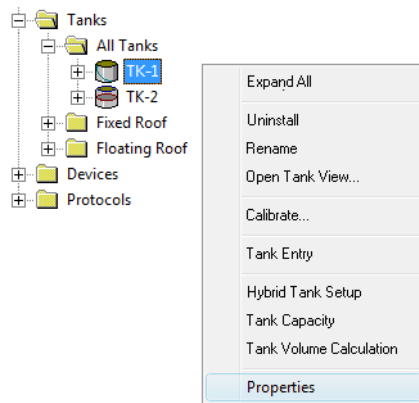 Tanks
All Tanks
TK-1
TK-2
Fixed Roof
Floating Roof
Devices
Protocols
Expand All
Uninstall
Rename
Open Tank View...
Calibrate...
Tank Entry
Hybrid Tank Setup
Tank Capacity
Tank Volume Calculation
Properties